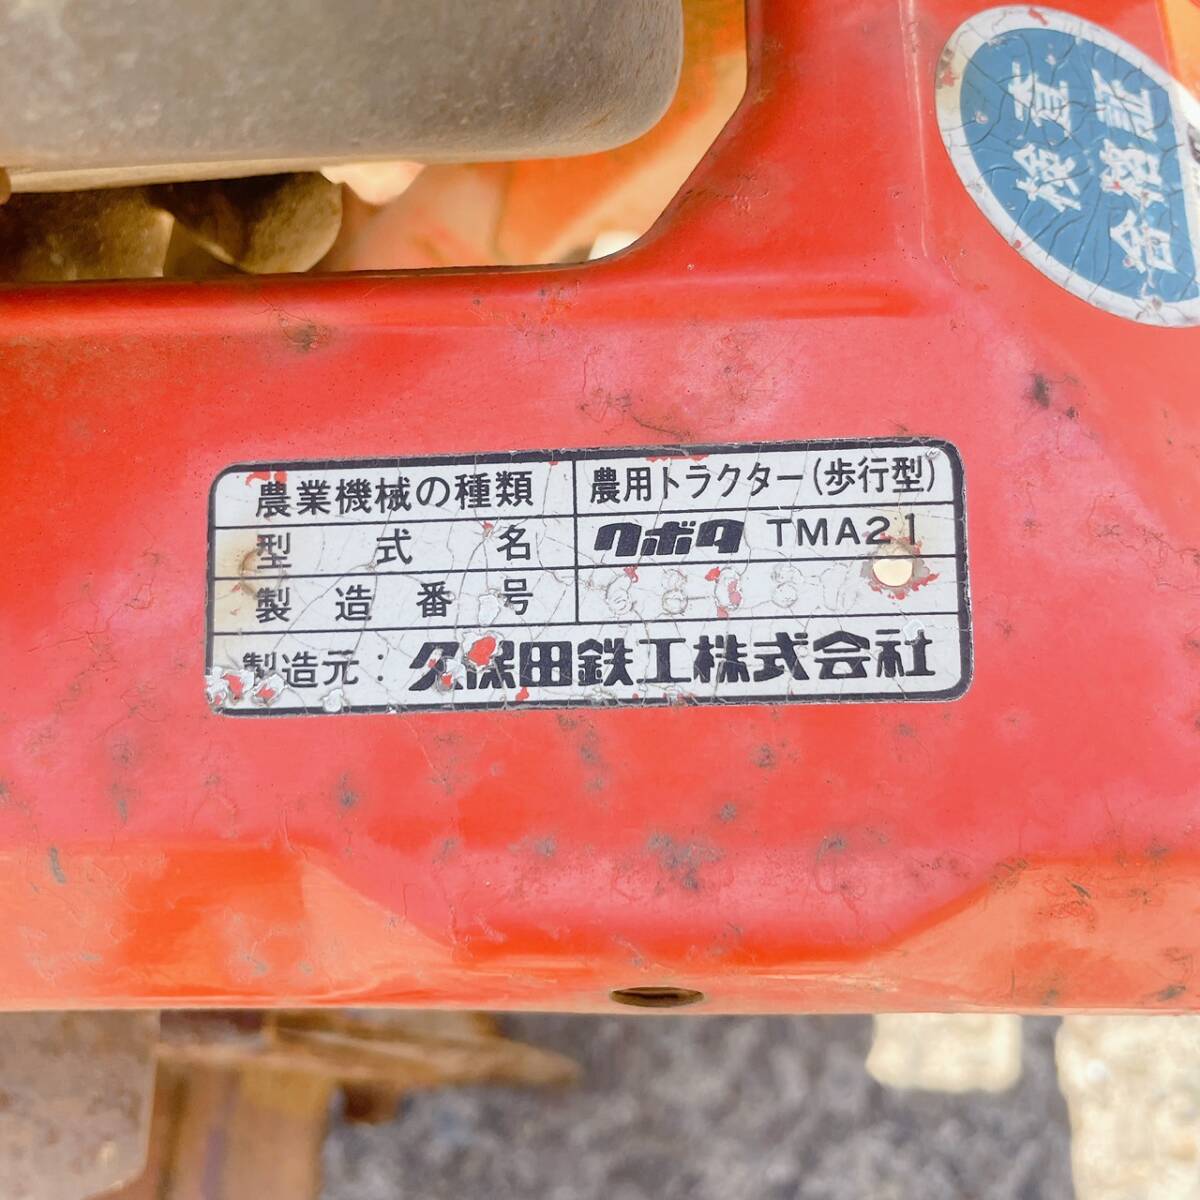 検査
合格証
農業機械の種類 農用トラクター(歩行型)
型式名 クボタ TMA21
製造番号
製造元: 久保田鉄工株式会社